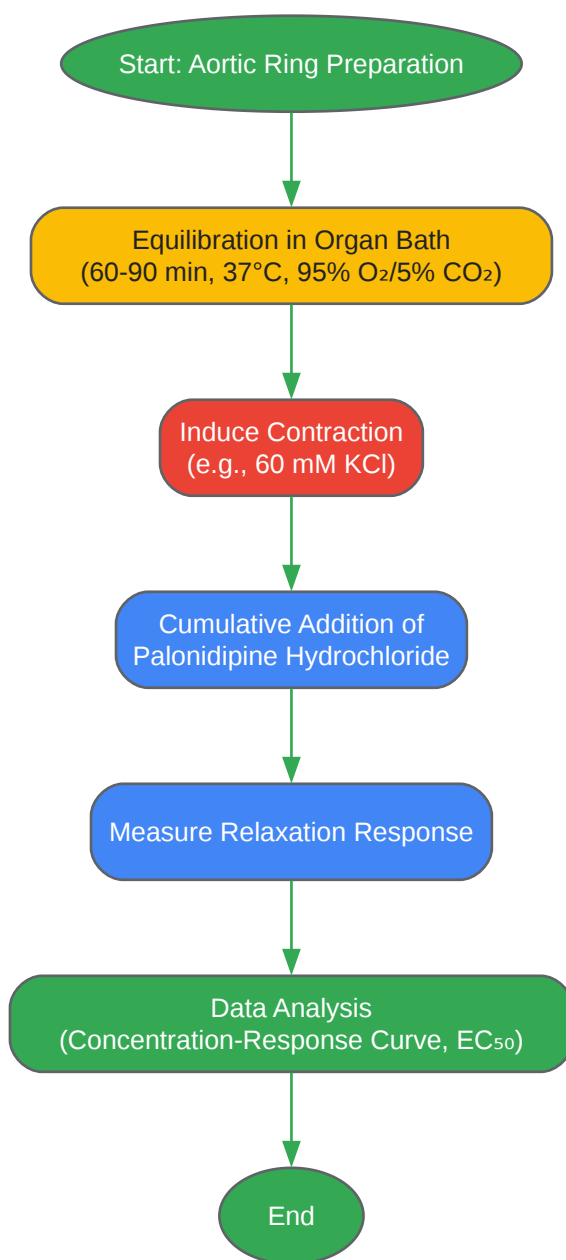 Start: Aortic Ring Preparation
Equilibration in Organ Bath
(60-90 min, 37°C, 95% O₂/5% CO₂)
Induce Contraction
(e.g., 60 mM KCl)
Cumulative Addition of
Palonidipine Hydrochloride
Measure Relaxation Response
Data Analysis
(Concentration-Response Curve, EC₅₀)
End